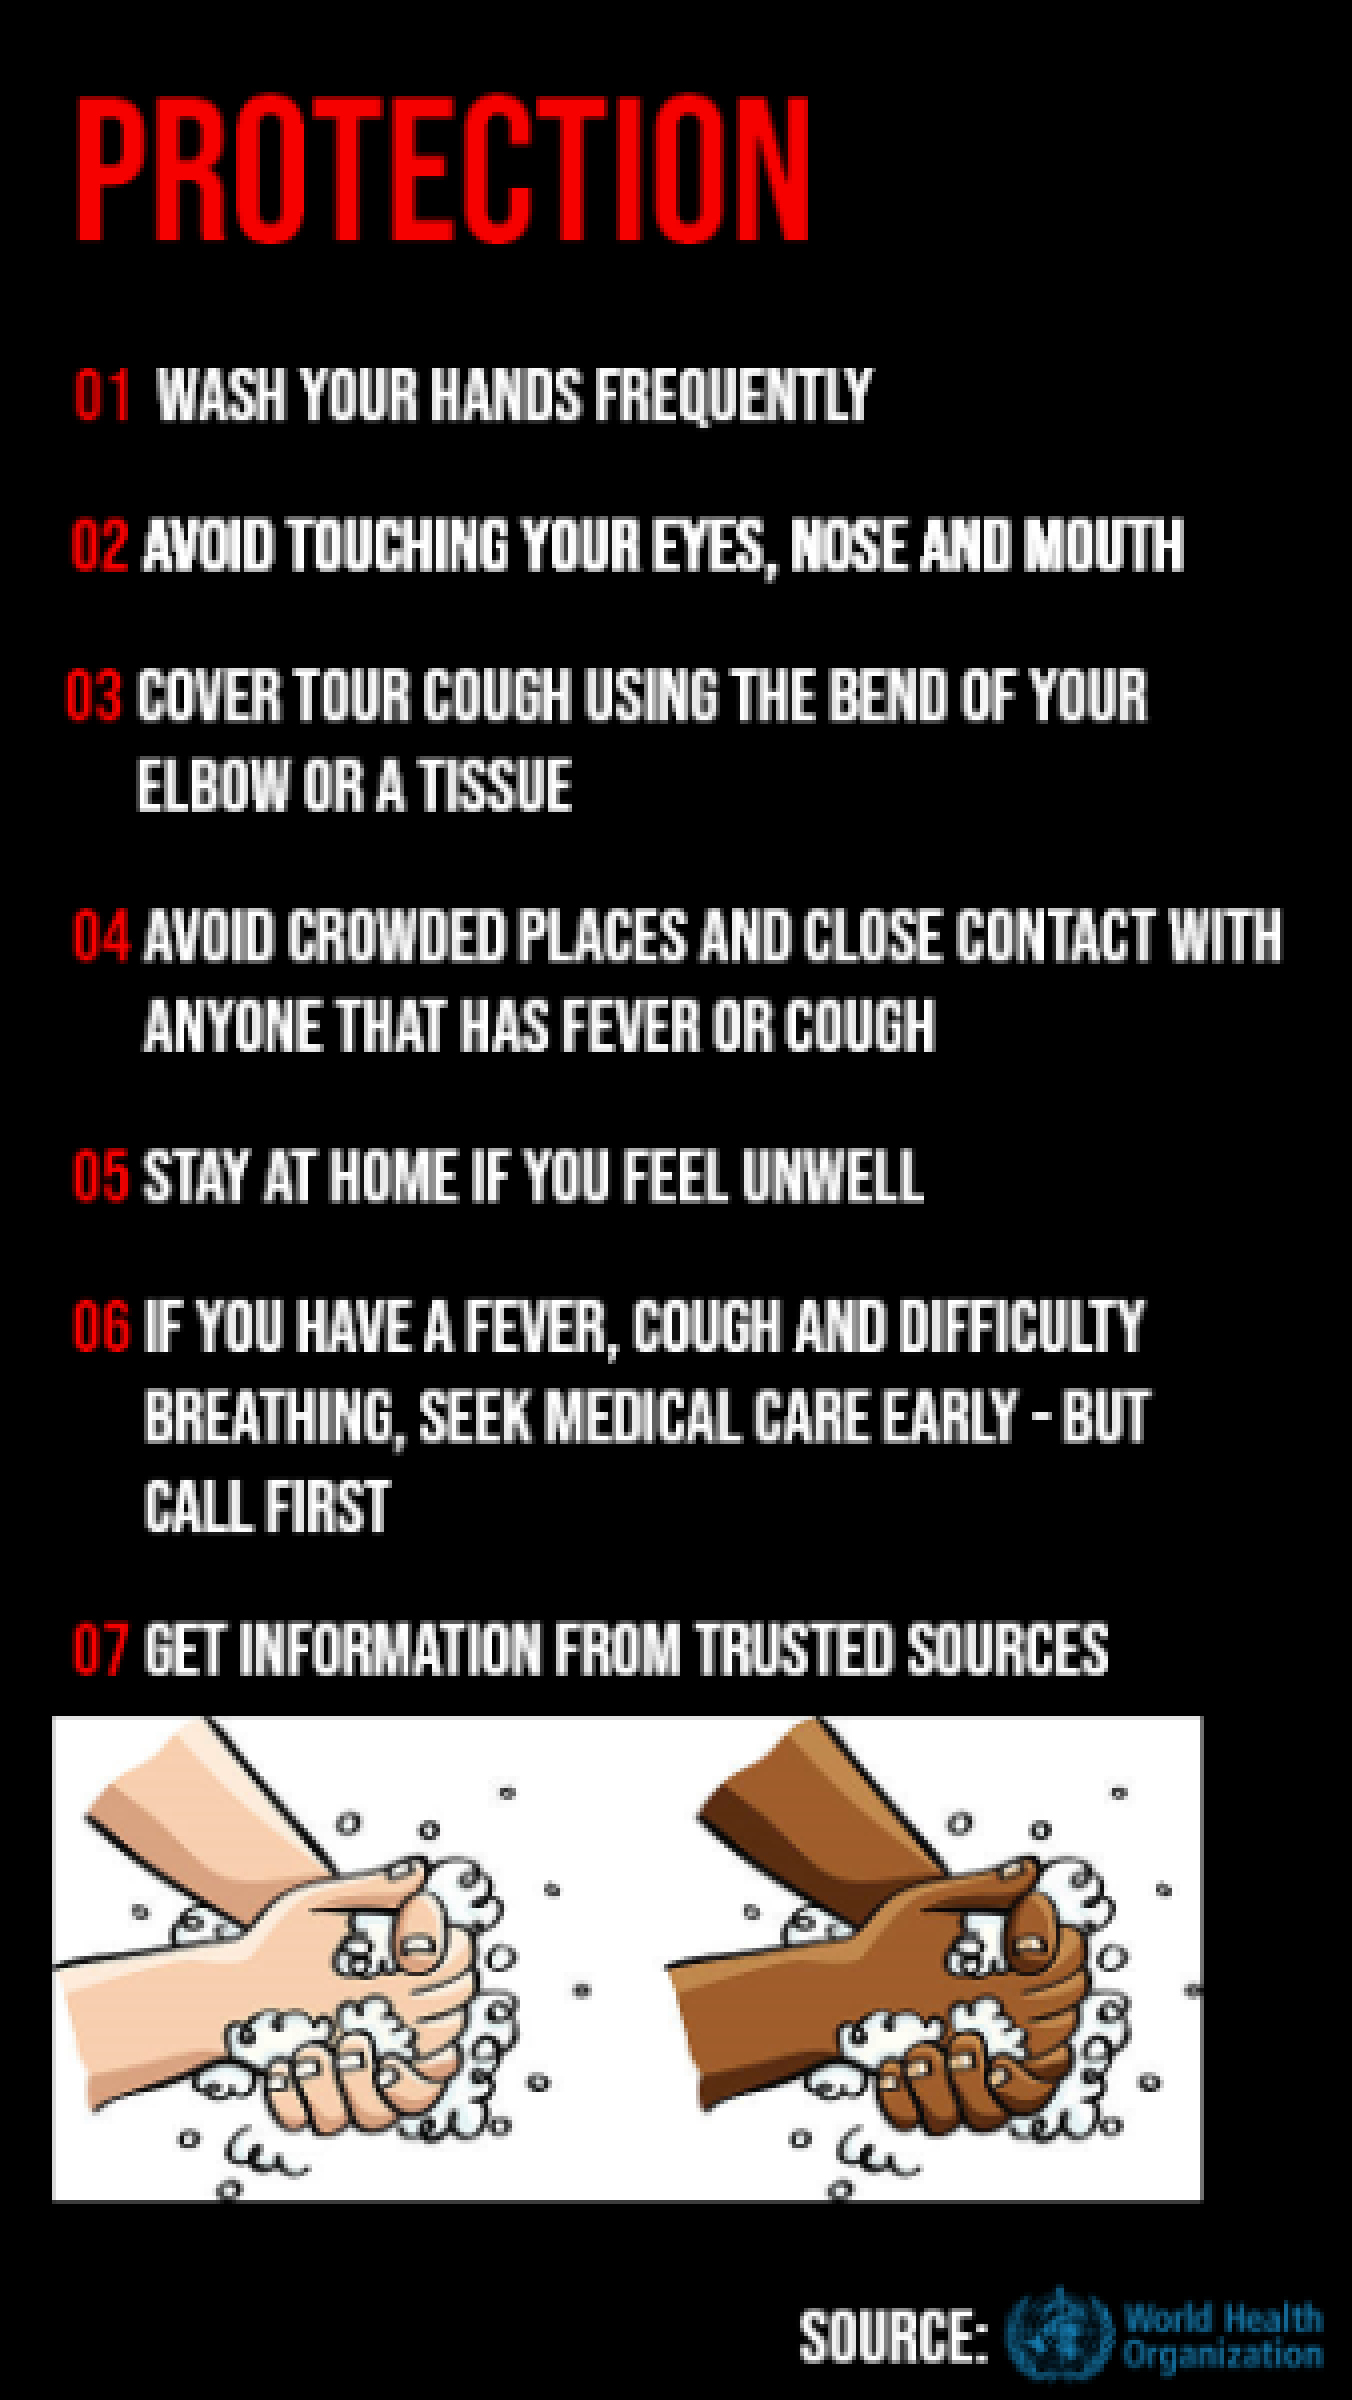 PROTECTION
01 WASH YOUR HANDS FREQUENTLY
02 AVOID TOUCHING YOUR EYES, NOSE AND MOUTH
03 COVER TOUR COUGH USING THE BEND OF YOUR
ELBOW OR A TISSUE
04 AVOID CROWDED PLACES AND CLOSE CONTACT WITH
ANYONE THAT HAS FEVER OR COUGH
05 STAY AT HOME IF YOU FEEL UNWELL
06 IF YOU HAVE A FEVER, COUGH AND DIFFICULTY
BREATHING, SEEK MEDICAL CARE EARLY - BUT
CALL FIRST
07 GET INFORMATION FROM TRUSTED SOURCES
SOURCE: World Health
Organization